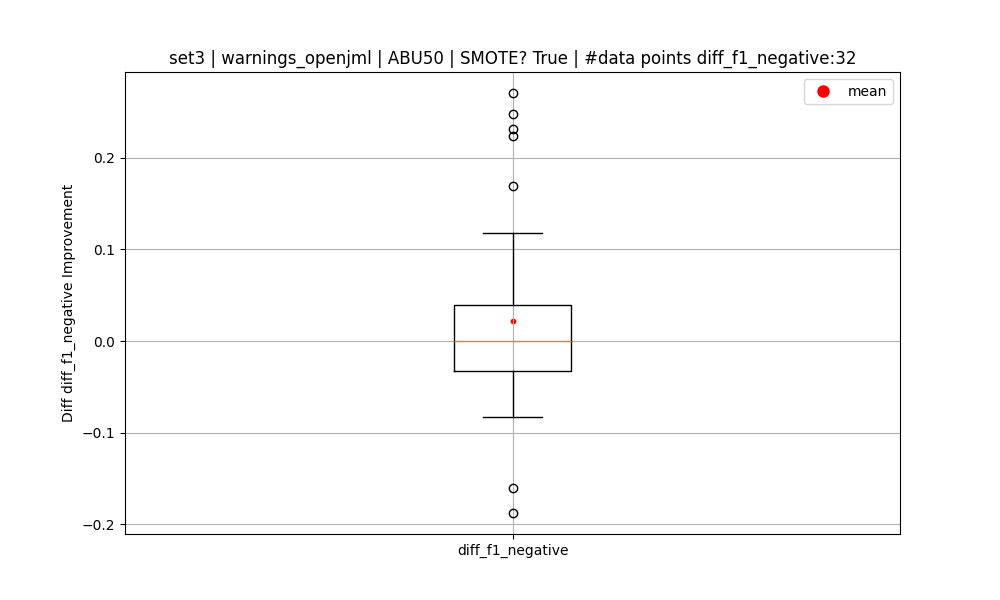 set3 | warnings_openjml | ABU50 | SMOTE? True | #data points diff_f1_negative:32
mean
Diff diff_f1_negative Improvement
0.2
0.1
0.0
−0.1
−0.2
diff_f1_negative